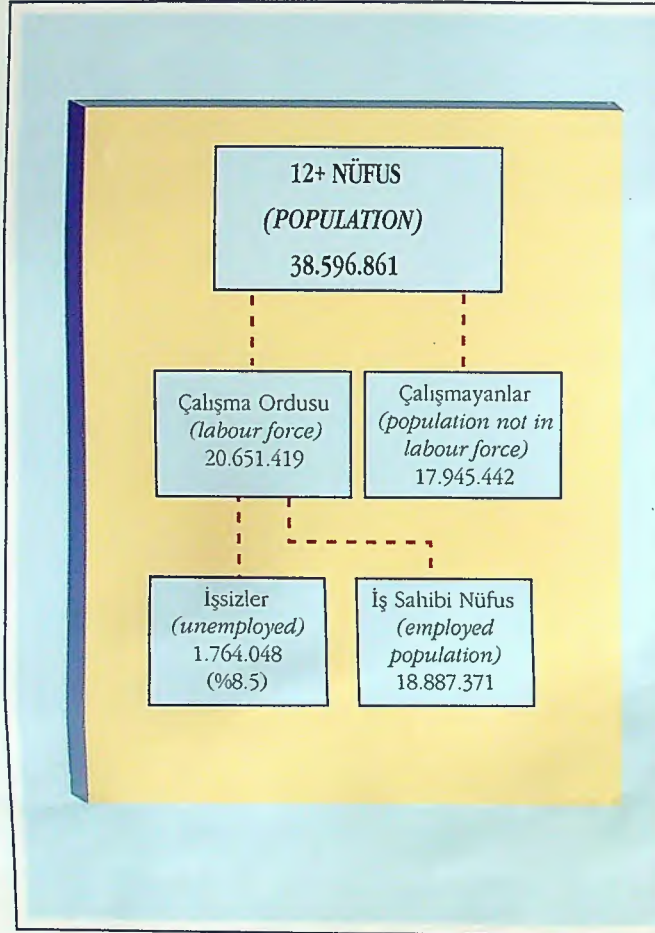 12+ NÜFUS
(POPULATION)
38.596.861
Çalışma Ordusu
(labour force)
20.651.419
Çalışmayanlar
(population not in
labour force)
17.945.442
İşsizler
(unemployed)
1.764.048
(%8.5)
İş Sahibi Nüfus
(employed
population)
18.887.371